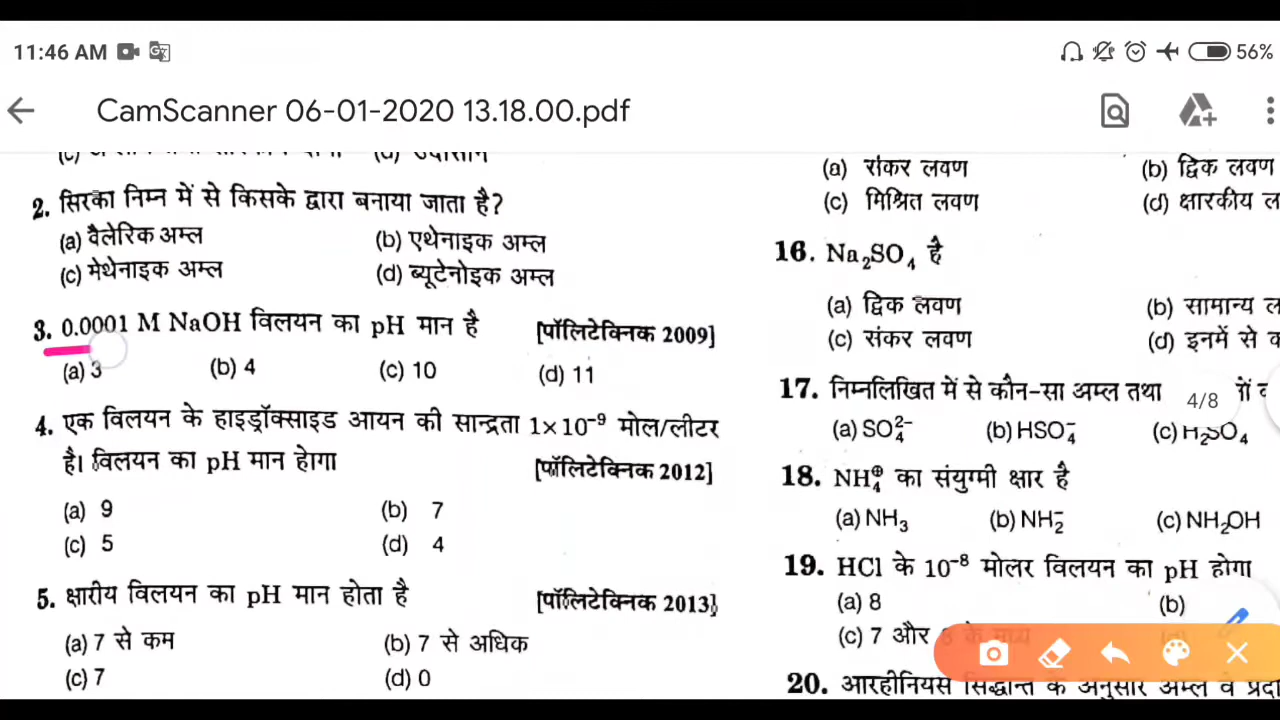 11:46 AM
56%
CamScanner 06-01-2020 13.18.00.pdf
2. सिरका निम्न में से किसके द्वारा बनाया जाता है?
(a) वैलेरिक अम्ल (b) एथेनाइक अम्ल
(c) मेथेनाइक अम्ल (d) ब्यूटेनोइक अम्ल
3. 0.0001 M NaOH विलयन का pH मान है [पॉलिटेक्निक 2009]
(a) 3 (b) 4 (c) 10 (d) 11
4. एक विलयन के हाइड्रॉक्साइड आयन की सान्द्रता 1×10⁻⁹ मोल/लीटर
है। विलयन का pH मान होगा [पॉलिटेक्निक 2012]
(a) 9 (b) 7
(c) 5 (d) 4
5. क्षारीय विलयन का pH मान होता है [पॉलिटेक्निक 2013]
(a) 7 से कम (b) 7 से अधिक
(c) 7 (d) 0
(a) संकर लवण (b) द्विक लवण
(c) मिश्रित लवण (d) क्षारकीय ल
16. Na₂SO₄ है
(a) द्विक लवण (b) सामान्य ल
(c) संकर लवण (d) इनमें से
17. निम्नलिखित में से कौन-सा अम्ल तथा
4/8
(a) SO₄²⁻ (b) HSO₄⁻ (c) H₂SO₄
18. NH₄⊕ का संयुग्मी क्षार है
(a) NH₃ (b) NH₂⁻ (c) NH₂OH
19. HCl के 10⁻⁸ मोलर विलयन का pH होगा
(a) 8 (b)
(c) 7 और 8 के मध्य
20. आरहीनियस सिद्धान्त के अनुसार अम्ल वे